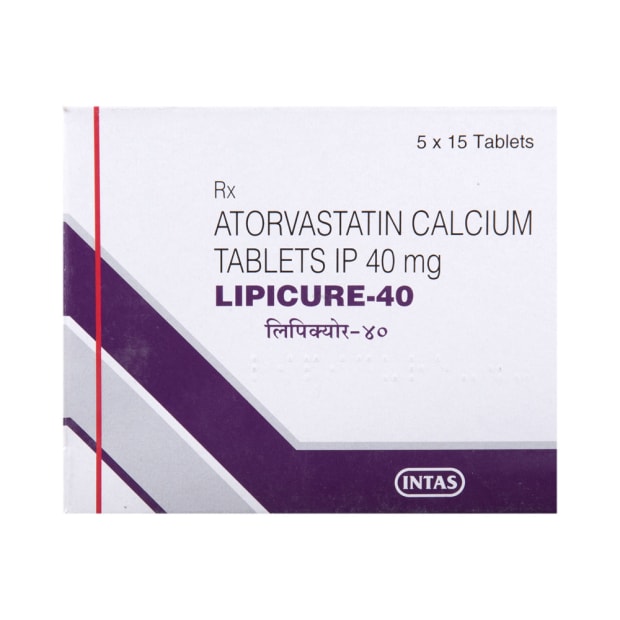 5 x 15 Tablets
Rx
ATORVASTATIN CALCIUM
TABLETS IP 40 mg
LIPICURE-40
लिपिक्योर-४०
INTAS